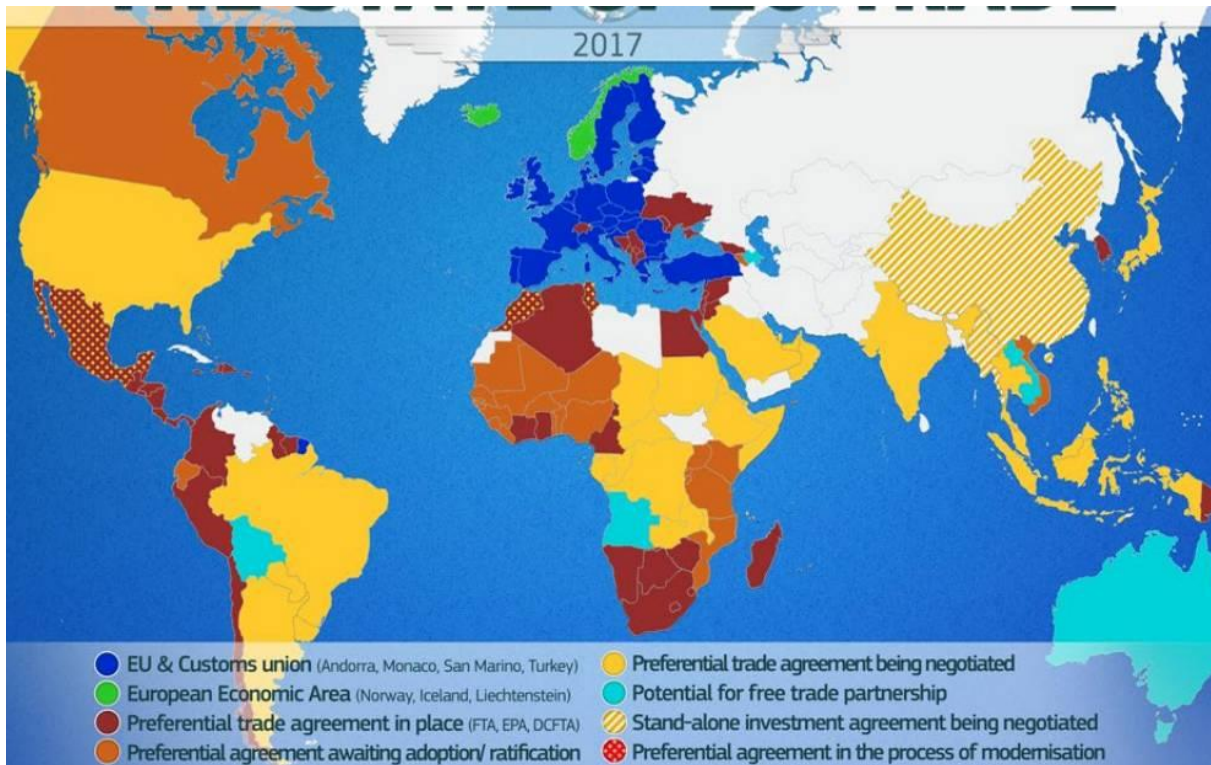 2017
EU & Customs union (Andorra, Monaco, San Marino, Turkey)
European Economic Area (Norway, Iceland, Liechtenstein)
Preferential trade agreement in place (FTA, EPA, DCFTA)
Preferential agreement awaiting adoption/ ratification
Preferential trade agreement being negotiated
Potential for free trade partnership
Stand-alone investment agreement being negotiated
Preferential agreement in the process of modernisation